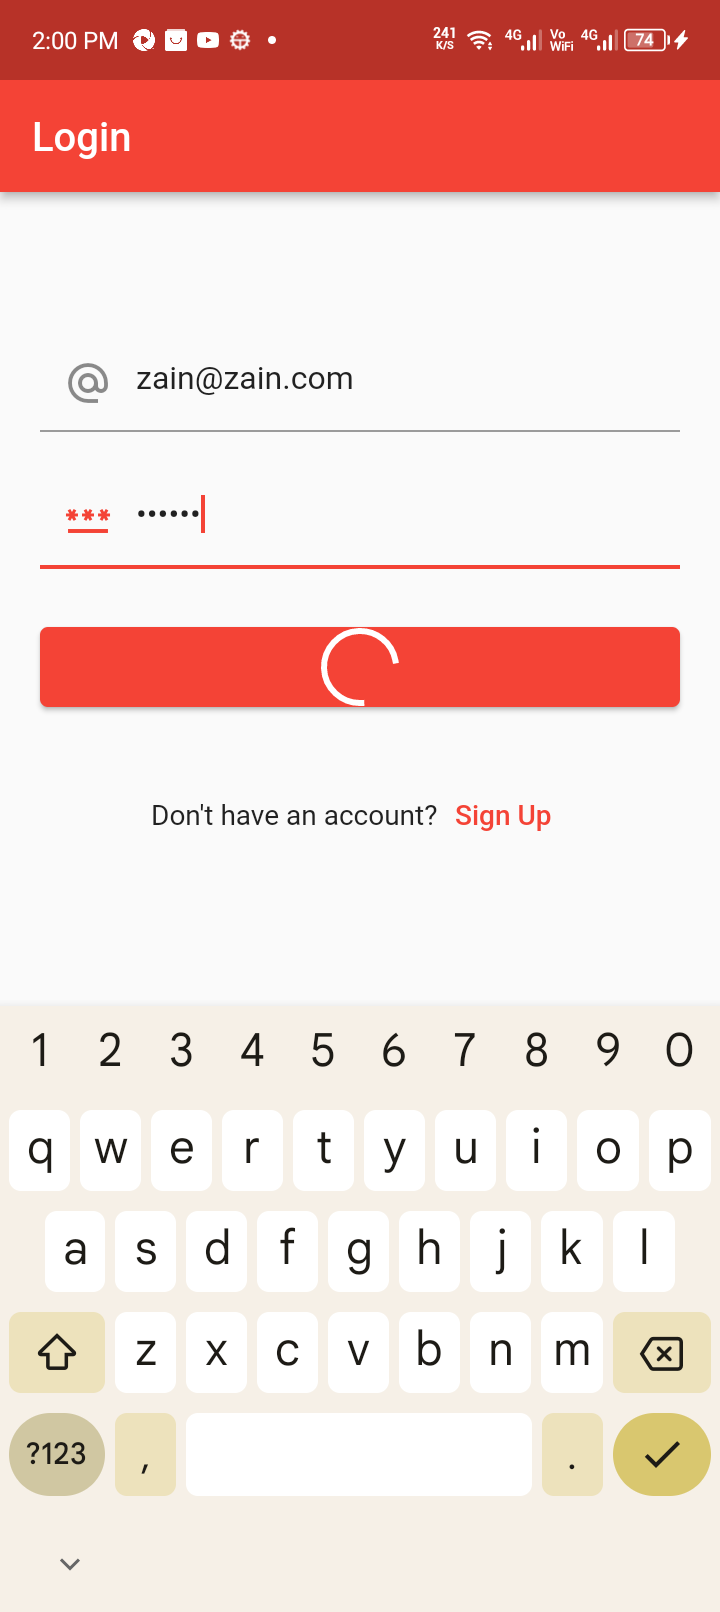 2:00 PM 241 K/S 4G Vo WiFi 4G 74
Login
zain@zain.com
***  ••••••
Don't have an account? Sign Up
1 2 3 4 5 6 7 8 9 0
q w e r t y u i o p
a s d f g h j k l
z x c v b n m
?123 , .